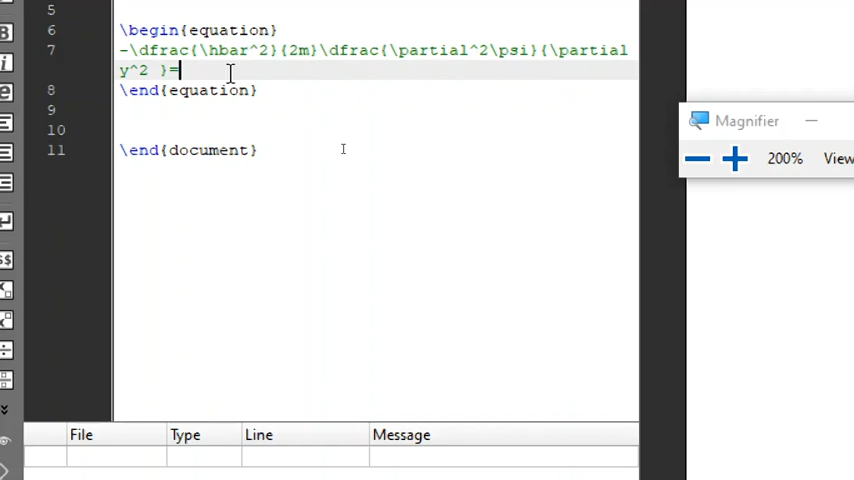 5
6 \begin{equation}
7 -\dfrac{\hbar^2}{2m}\dfrac{\partial^2\psi}{\partial
y^2 }=
8 \end{equation}
9
10
11 \end{document}
Magnifier
200% View
File Type Line Message